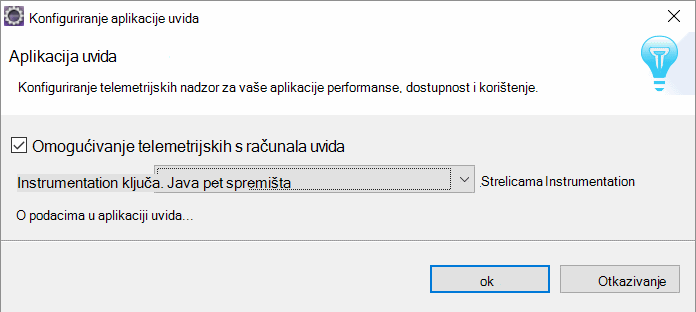 Konfiguriranje aplikacije uvida
Aplikacija uvida
Konfiguriranje telemetrijskih nadzor za vaše aplikacije performanse, dostupnost i korištenje.
Omogućivanje telemetrijskih s računala uvida
Instrumentation ključa. Java pet spremišta Strelicama Instrumentation
O podacima u aplikaciji uvida...
ok Otkazivanje